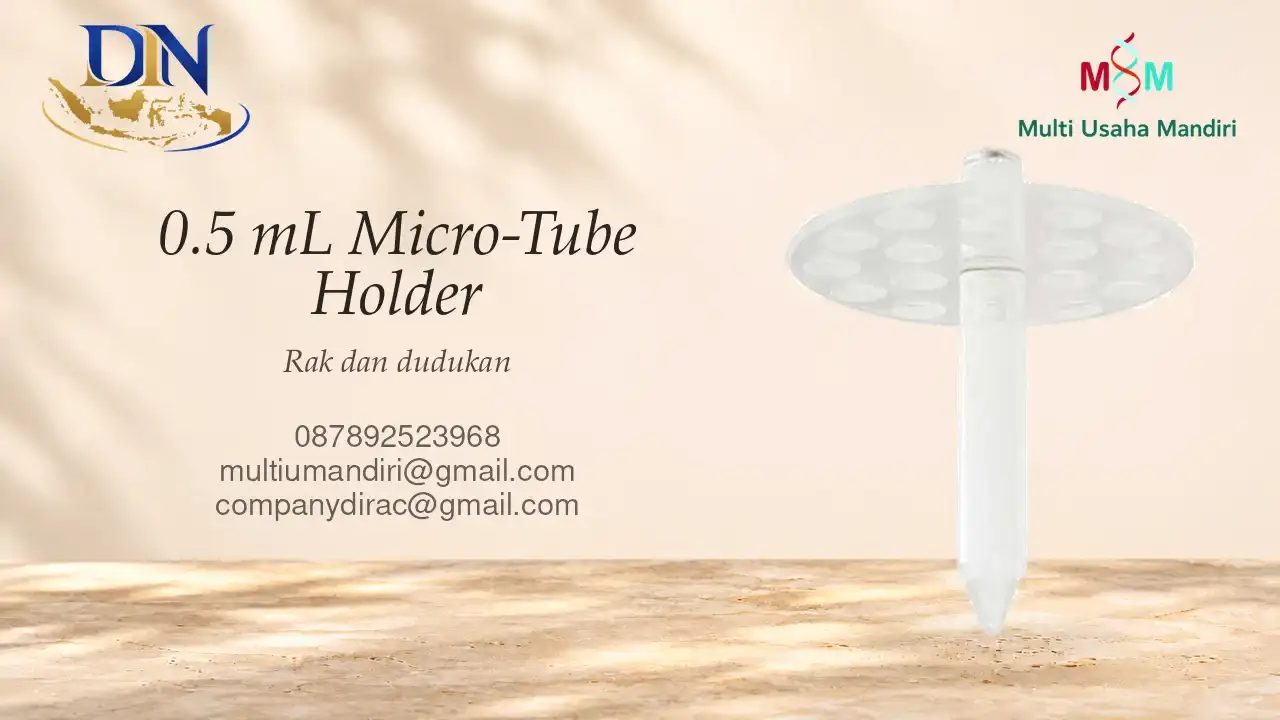 DN
M M
Multi Usaha Mandiri
0.5 mL Micro-Tube
Holder
Rak dan dudukan
087892523968
multiumandiri@gmail.com
companydirac@gmail.com